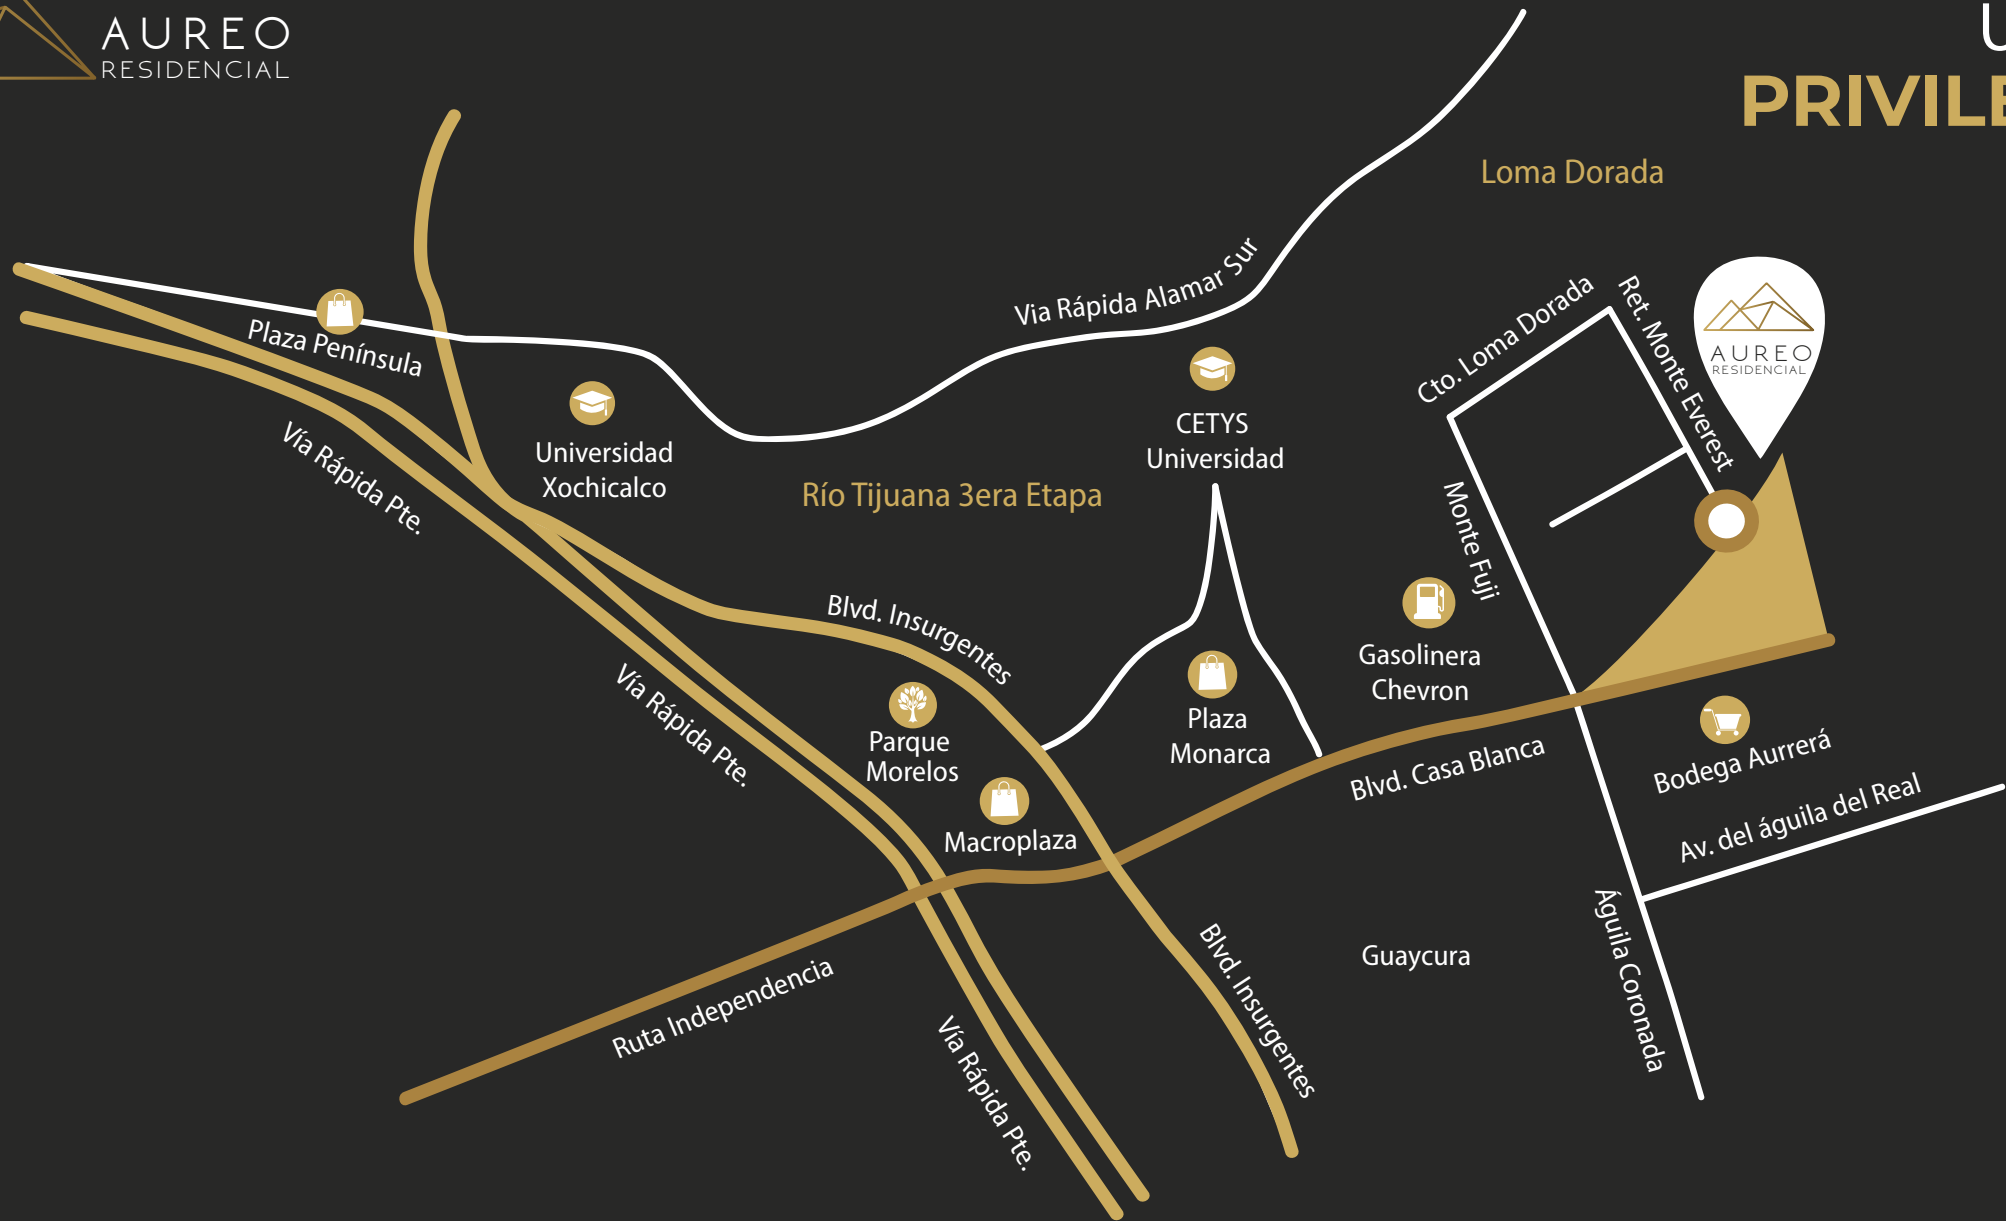 AUREO
RESIDENCIAL
PRIVILE
Loma Dorada
Via Rápida Alamar Sur
Cto. Loma Dorada
Ret. Monte Everest
AUREO
RESIDENCIAL
Plaza Península
Vía Rápida Pte.
Universidad
Xochicalco
CETYS
Universidad
Río Tijuana 3era Etapa
Monte Fuji
Blvd. Insurgentes
Gasolinera
Chevron
Vía Rápida Pte.
Parque
Morelos
Plaza
Monarca
Macroplaza
Blvd. Casa Blanca
Bodega Aurrerá
Av. del águila del Real
Águila Coronada
Guaycura
Blvd. Insurgentes
Ruta Independencia
Vía Rápida Pte.